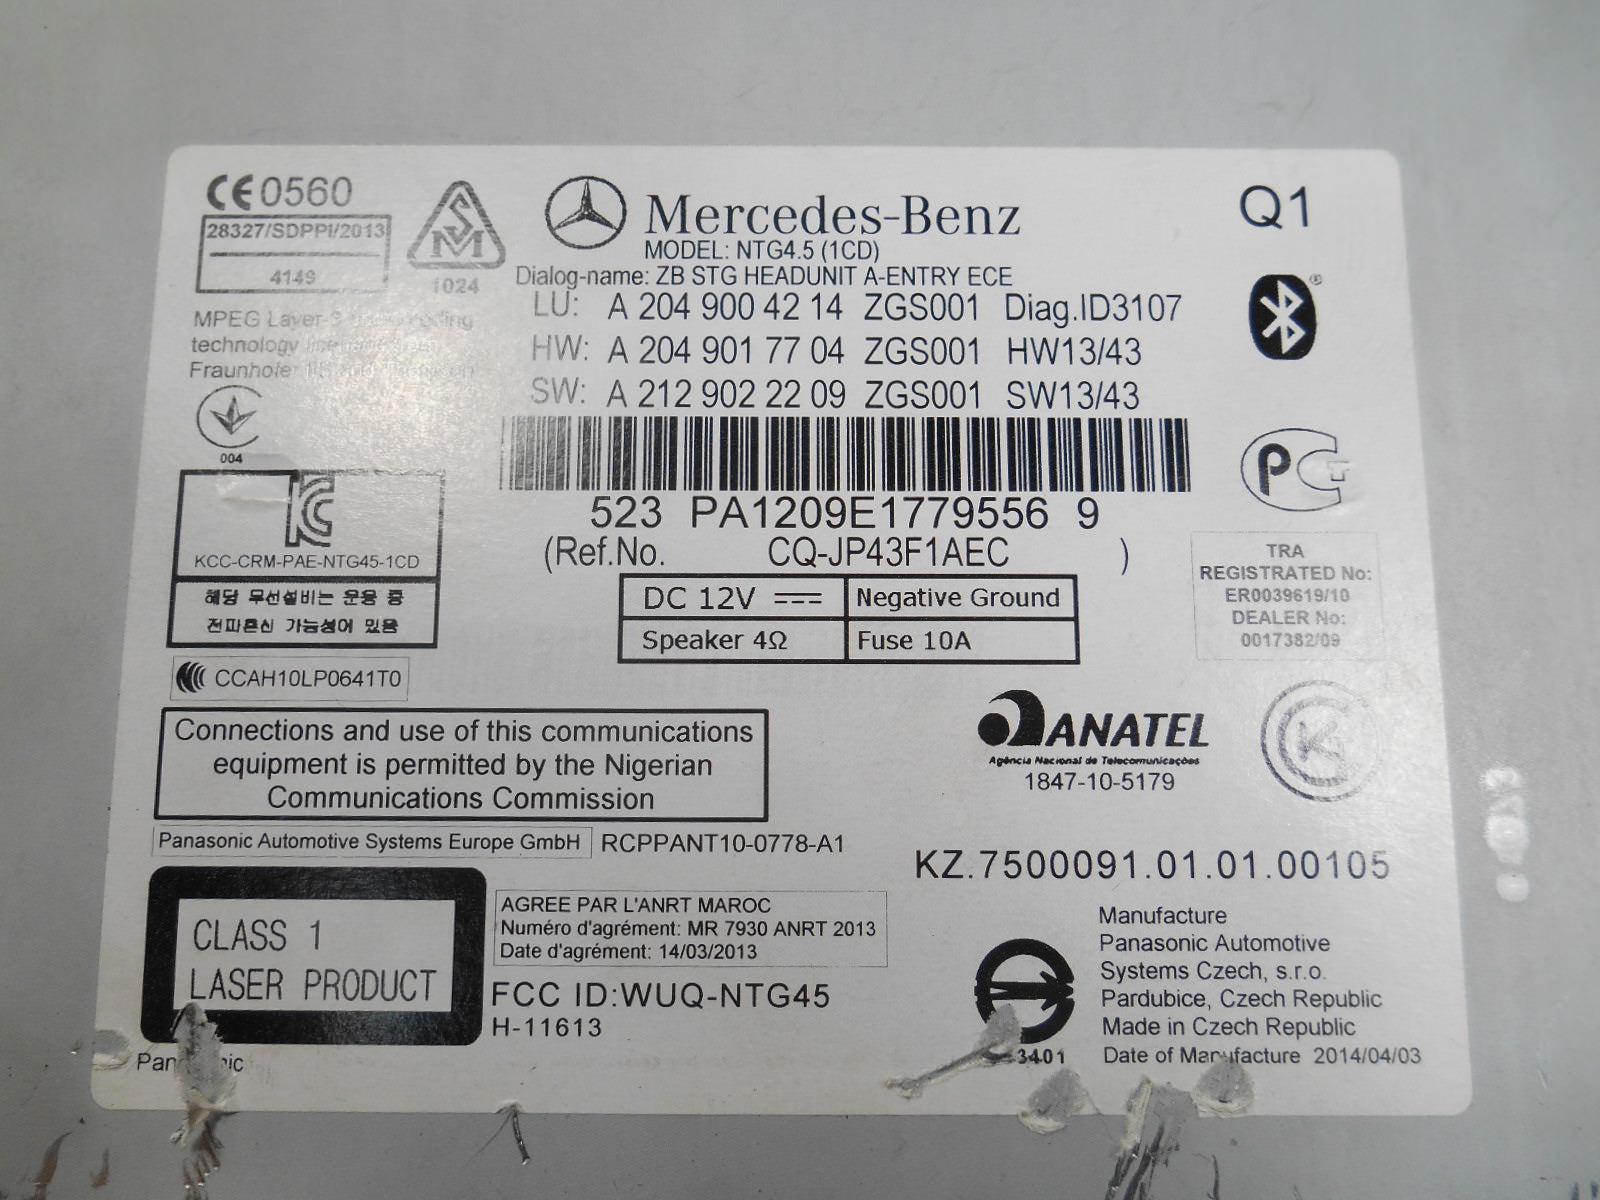 CE0560
28327/SDPPI/2013
4149
SM
1024
Mercedes-Benz
MODEL: NTG4.5 (1CD)
Dialog-name: ZB STG HEADUNIT A-ENTRY ECE
LU: A 204 900 42 14 ZGS001 Diag.ID3107
HW: A 204 901 77 04 ZGS001 HW13/43
SW: A 212 902 22 09 ZGS001 SW13/43
Q1
®
MPEG Layer-3
technology
Fraunhofer
004
523 PA1209E1779556 9
(Ref.No. CQ-JP43F1AEC )
DC 12V Negative Ground
Speaker 4Ω Fuse 10A
KCC-CRM-PAE-NTG45-1CD
해당 무선설비는 운용 중
전파혼신 가능성이 있음
CCAH10LP0641T0
TRA
REGISTRATED No:
ER0039619/10
DEALER No:
0017382/09
Connections and use of this communications
equipment is permitted by the Nigerian
Communications Commission
ANATEL
Agência Nacional de Telecomunicações
1847-10-5179
Panasonic Automotive Systems Europe GmbH RCPPANT10-0778-A1
KZ.7500091.01.01.00105
CLASS 1
LASER PRODUCT
AGREE PAR L'ANRT MAROC
Numéro d'agrément: MR 7930 ANRT 2013
Date d'agrément: 14/03/2013
FCC ID:WUQ-NTG45
H-11613
3401
Manufacture
Panasonic Automotive
Systems Czech, s.r.o.
Pardubice, Czech Republic
Made in Czech Republic
Date of Manufacture 2014/04/03